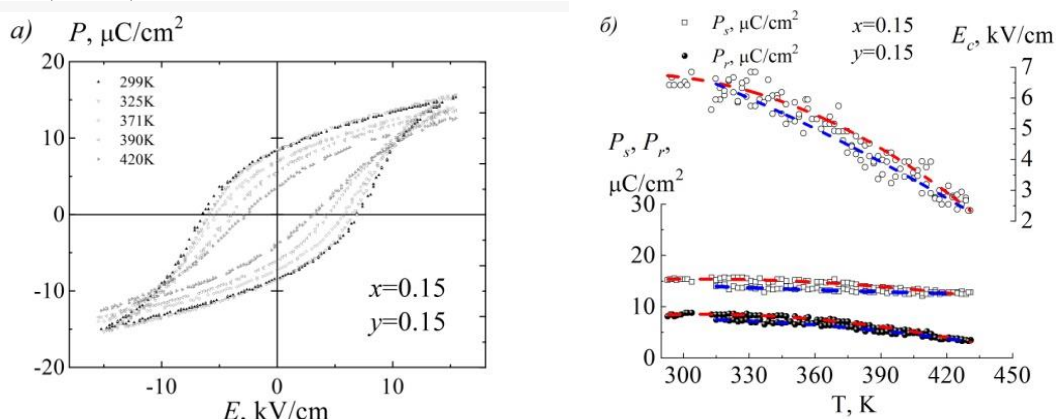 а)
P, μC/cm²
20
10
0
-10
-20
299K
325K
371K
390K
420K
x=0.15
y=0.15
-10 0 10
E, kV/cm
б)
Pₛ, μC/cm² x=0.15
Pᵣ, μC/cm² y=0.15
E꜀, kV/cm
7
6
5
4
3
2
Pₛ, Pᵣ,
μC/cm²
30
20
10
0
300 330 360 390 420 450
T, K